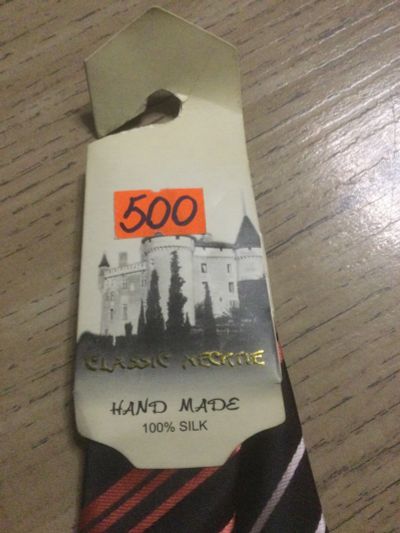 500
CLASSIC NECKTIE
HAND MADE
100% SILK